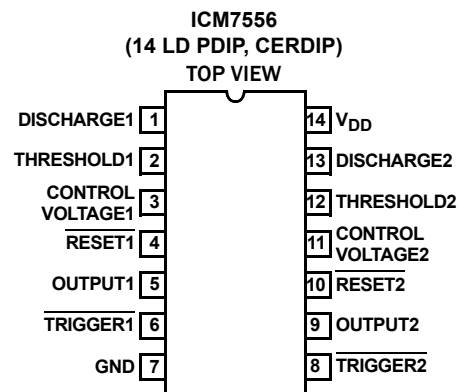 ICM7556
(14 LD PDIP, CERDIP)
TOP VIEW
DISCHARGE1 1
THRESHOLD1 2
CONTROL
VOLTAGE1 3
RESET1 4
OUTPUT1 5
TRIGGER1 6
GND 7
14 VDD
13 DISCHARGE2
12 THRESHOLD2
11 CONTROL
VOLTAGE2
10 RESET2
9 OUTPUT2
8 TRIGGER2